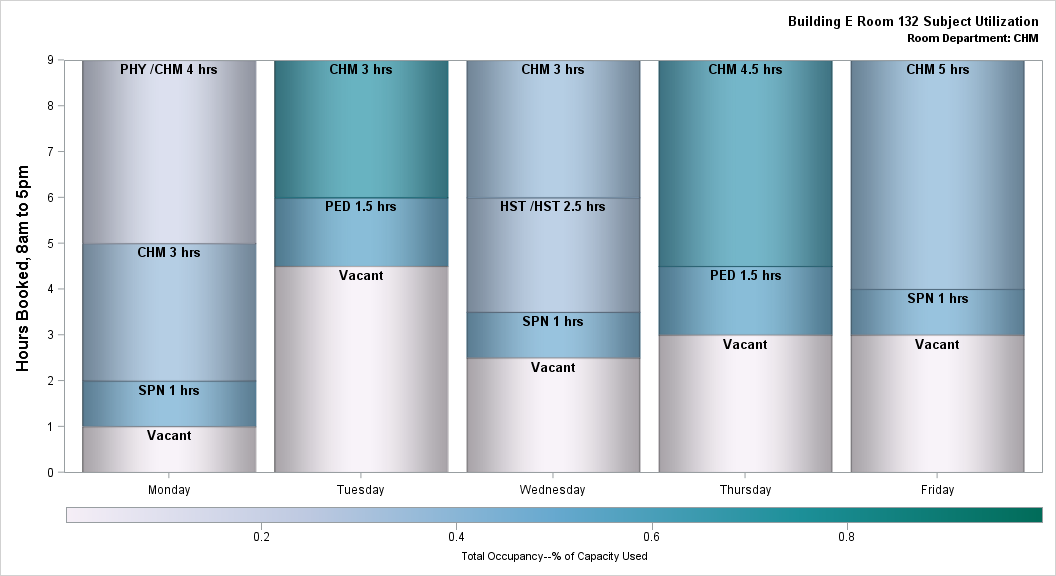 Building E Room 132 Subject Utilization
Room Department: CHM
Hours Booked, 8am to 5pm
9
8
7
6
5
4
3
2
1
0
PHY /CHM 4 hrs
CHM 3 hrs
SPN 1 hrs
Vacant
CHM 3 hrs
PED 1.5 hrs
Vacant
CHM 3 hrs
HST /HST 2.5 hrs
SPN 1 hrs
Vacant
CHM 4.5 hrs
PED 1.5 hrs
Vacant
CHM 5 hrs
SPN 1 hrs
Vacant
Monday Tuesday Wednesday Thursday Friday
0.2 0.4 0.6 0.8
Total Occupancy--% of Capacity Used